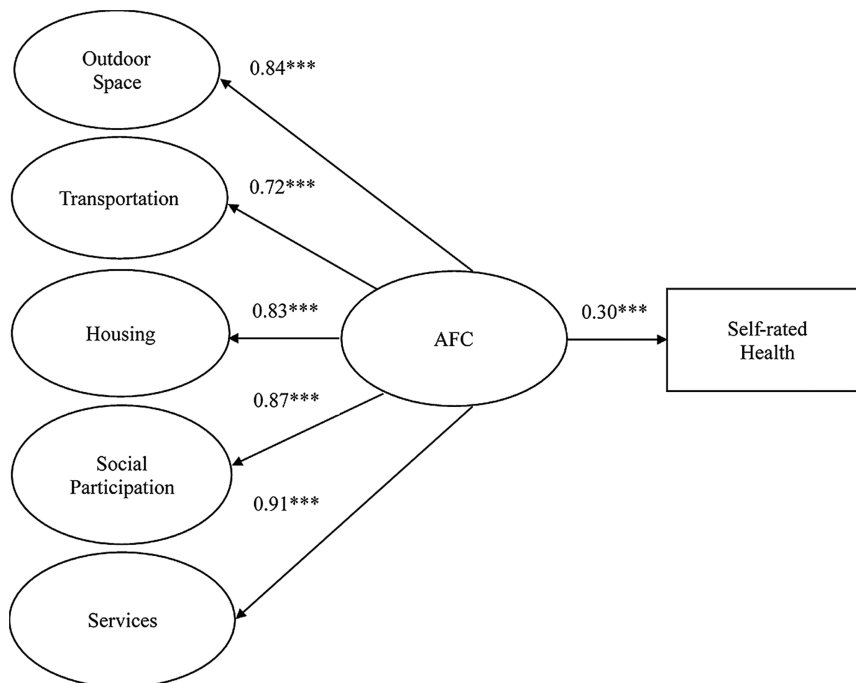 Outdoor
Space
0.84***
Transportation
0.72***
Housing
0.83***
AFC
0.30***
Self-rated
Health
0.87***
Social
Participation
0.91***
Services